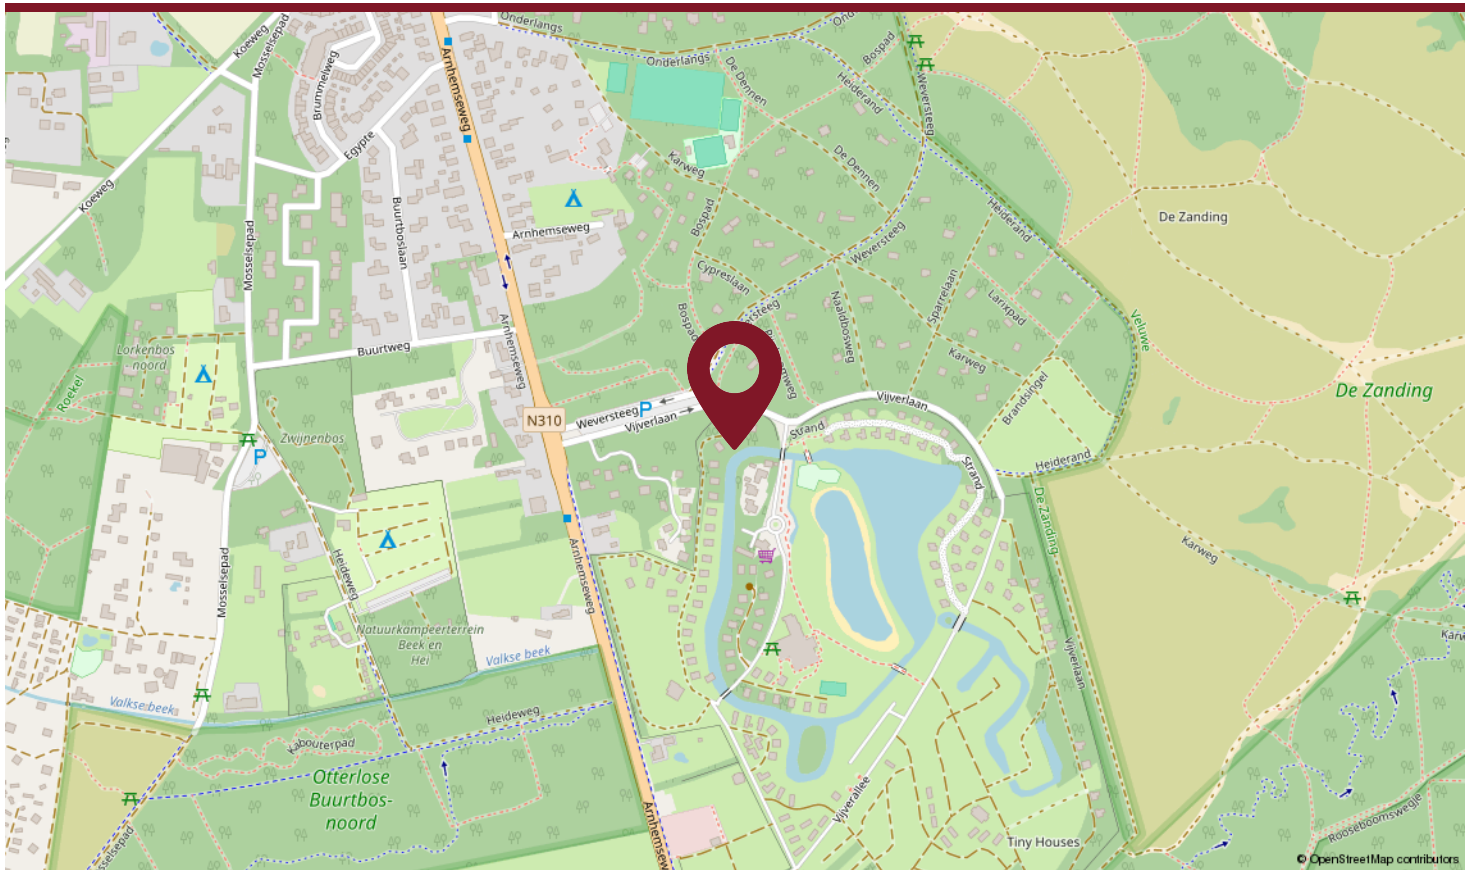 Onderlangs
Koeweg
Mosselsepad
Brummelweg
Arnhemseweg
Onderlangs
De Dennen
Bospad
Heiderand
Weversteeg
Egypte
Karweg
De Dennen
Koeweg
Buurtboslaan
Bospad
Heiderand
De Zanding
Mosselsepad
Arnhemseweg
Weversteeg
Cypreslaan
Sparrelaan
Naaldbosweg
Larixpad
Bospad
Veluwe
Arnhemseweg
Buurtweg
Lorkenbos
-noord
Roekel
Karweg
Brandsingel
De Zanding
N310
Weversteeg
P
Vijverlaan
Vijverlaan
Strand
Zwijnenbos
P
Strand
Heiderand
De Zanding
Karweg
Heideweg
Arnhemseweg
Mosselsepad
Natuurkampeerterrein
Beek en
Hei
Valkse beek
Vijverlaan
Valkse beek
Heideweg
Kabouterpad
Otterlose
Buurtbos-
noord
Vijverallee
Rooseboomswegje
Tiny Houses
© OpenStreetMap contributors